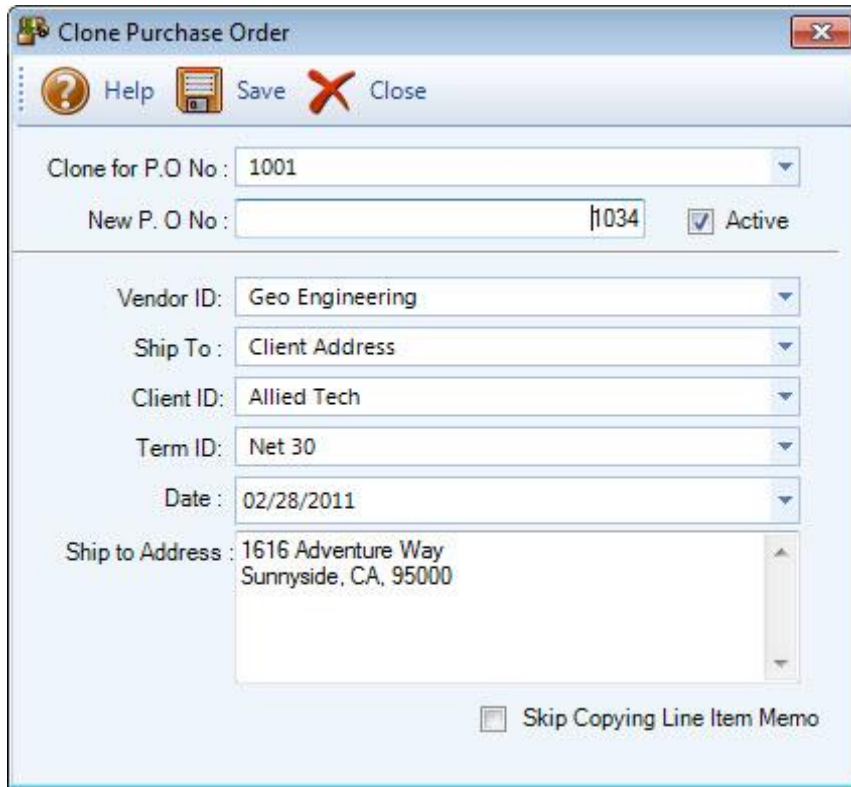 Clone Purchase Order
Help Save Close
Clone for P.O No : 1001
New P. O No : 1034 Active
Vendor ID: Geo Engineering
Ship To : Client Address
Client ID: Allied Tech
Term ID: Net 30
Date : 02/28/2011
Ship to Address : 1616 Adventure Way
Sunnyside, CA, 95000
Skip Copying Line Item Memo